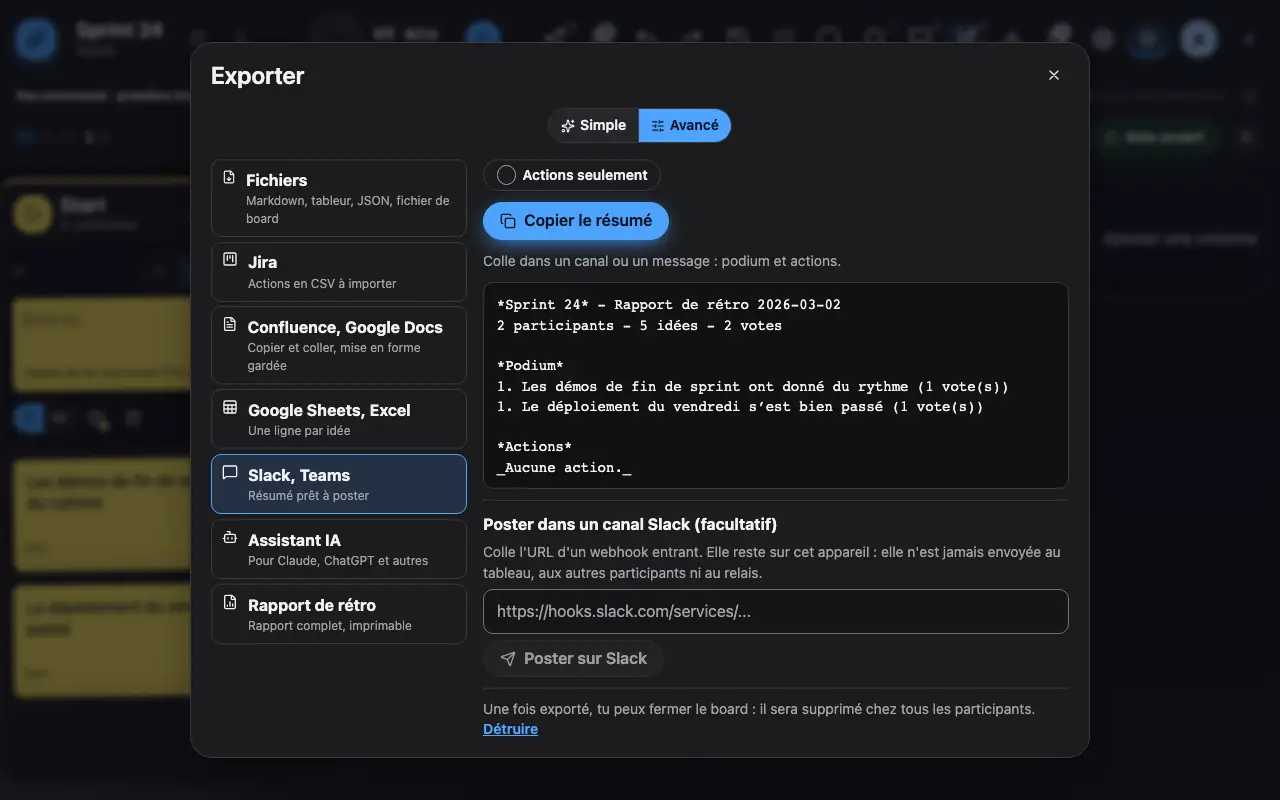 Sprint 24
Exporter
Simple
Avancé
Fichiers
Markdown, tableur, JSON, fichier de
board
Jira
Actions en CSV à importer
Confluence, Google Docs
Copier et coller, mise en forme
gardée
Google Sheets, Excel
Une ligne par idée
Slack, Teams
Résumé prêt à poster
Assistant IA
Pour Claude, ChatGPT et autres
Rapport de rétro
Rapport complet, imprimable
Actions seulement
Copier le résumé
Colle dans un canal ou un message : podium et actions.
*Sprint 24* — Rapport de rétro 2026-03-02
2 participants — 5 idées — 2 votes
*Podium*
1. Les démos de fin de sprint ont donné du rythme (1 vote(s))
1. Le déploiement du vendredi s’est bien passé (1 vote(s))
*Actions*
_Aucune action._
Poster dans un canal Slack (facultatif)
Colle l'URL d'un webhook entrant. Elle reste sur cet appareil : elle n'est jamais envoyée au
tableau, aux autres participants ni au relais.
https://hooks.slack.com/services/…
Poster sur Slack
Une fois exporté, tu peux fermer le board : il sera supprimé chez tous les participants.
Détruire
Start